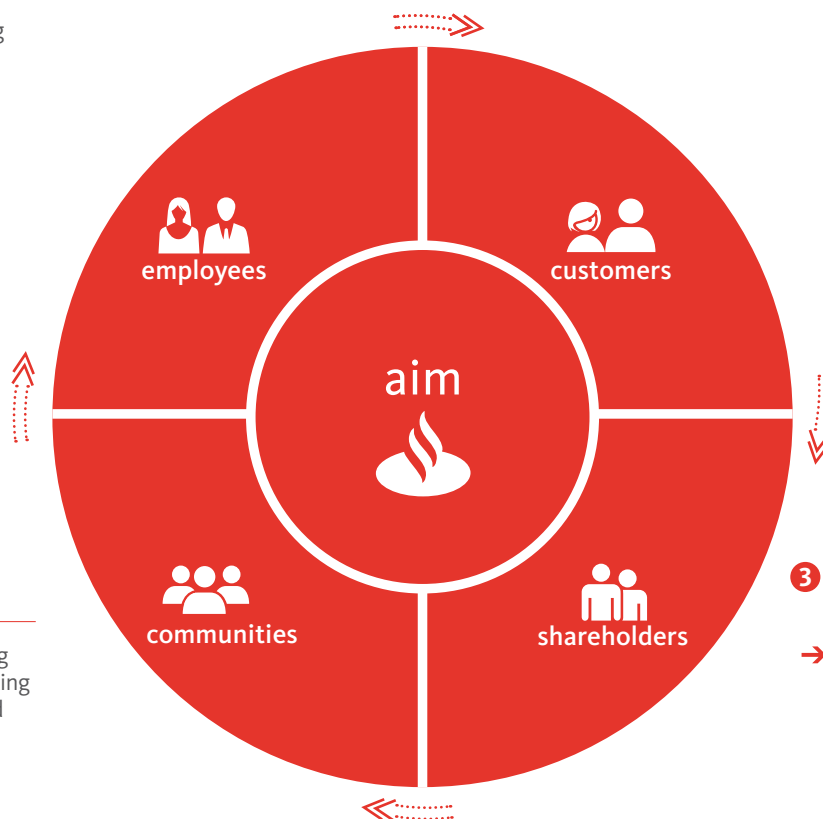 employees
customers
aim
communities
shareholders
3